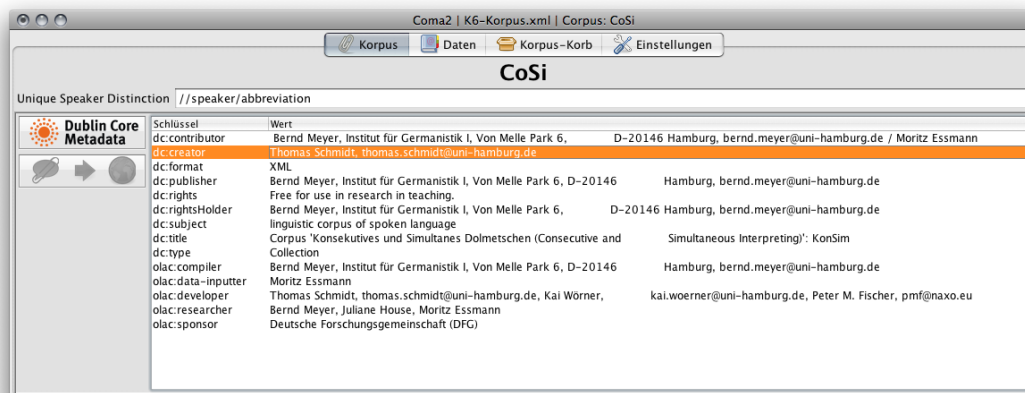 Coma2 | K6-Korpus.xml | Corpus: CoSi
Korpus Daten Korpus-Korb Einstellungen
CoSi
Unique Speaker Distinction //speaker/abbreviation
Dublin Core
Metadata
Schlüssel Wert
dc:contributor Bernd Meyer, Institut für Germanistik I, Von Melle Park 6, D-20146 Hamburg, bernd.meyer@uni-hamburg.de / Moritz Essmann
dc:creator Thomas Schmidt, thomas.schmidt@uni-hamburg.de
dc:format XML
dc:publisher Bernd Meyer, Institut für Germanistik I, Von Melle Park 6, D-20146 Hamburg, bernd.meyer@uni-hamburg.de
dc:rights Free for use in research in teaching.
dc:rightsHolder Bernd Meyer, Institut für Germanistik I, Von Melle Park 6, D-20146 Hamburg, bernd.meyer@uni-hamburg.de
dc:subject linguistic corpus of spoken language
dc:title Corpus 'Konsekutives und Simultanes Dolmetschen (Consecutive and Simultaneous Interpreting)': KonSim
dc:type Collection
olac:compiler Bernd Meyer, Institut für Germanistik I, Von Melle Park 6, D-20146 Hamburg, bernd.meyer@uni-hamburg.de
olac:data-inputter Moritz Essmann
olac:developer Thomas Schmidt, thomas.schmidt@uni-hamburg.de, Kai Wörner, kai.woerner@uni-hamburg.de, Peter M. Fischer, pmf@naxo.eu
olac:researcher Bernd Meyer, Juliane House, Moritz Essmann
olac:sponsor Deutsche Forschungsgemeinschaft (DFG)